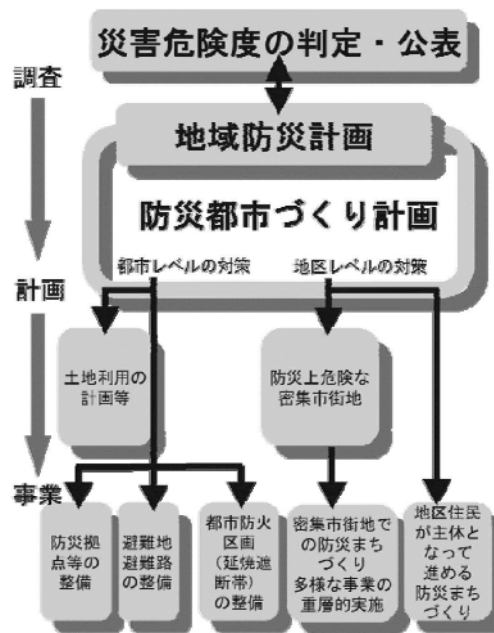 災害危険度の判定・公表
調査
地域防災計画
防災都市づくり計画
都市レベルの対策
地区レベルの対策
計画
土地利用の
計画等
防災上危険な
密集市街地
事業
防災拠
点等の
整備
避難地
避難路
の整備
都市防火
区画
(延焼遮
断帯)
の整備
密集市街地で
の防災まち
づくり
多様な事業の
重層的実施
地区住民
が主体と
なって
進める
防災まち
づくり